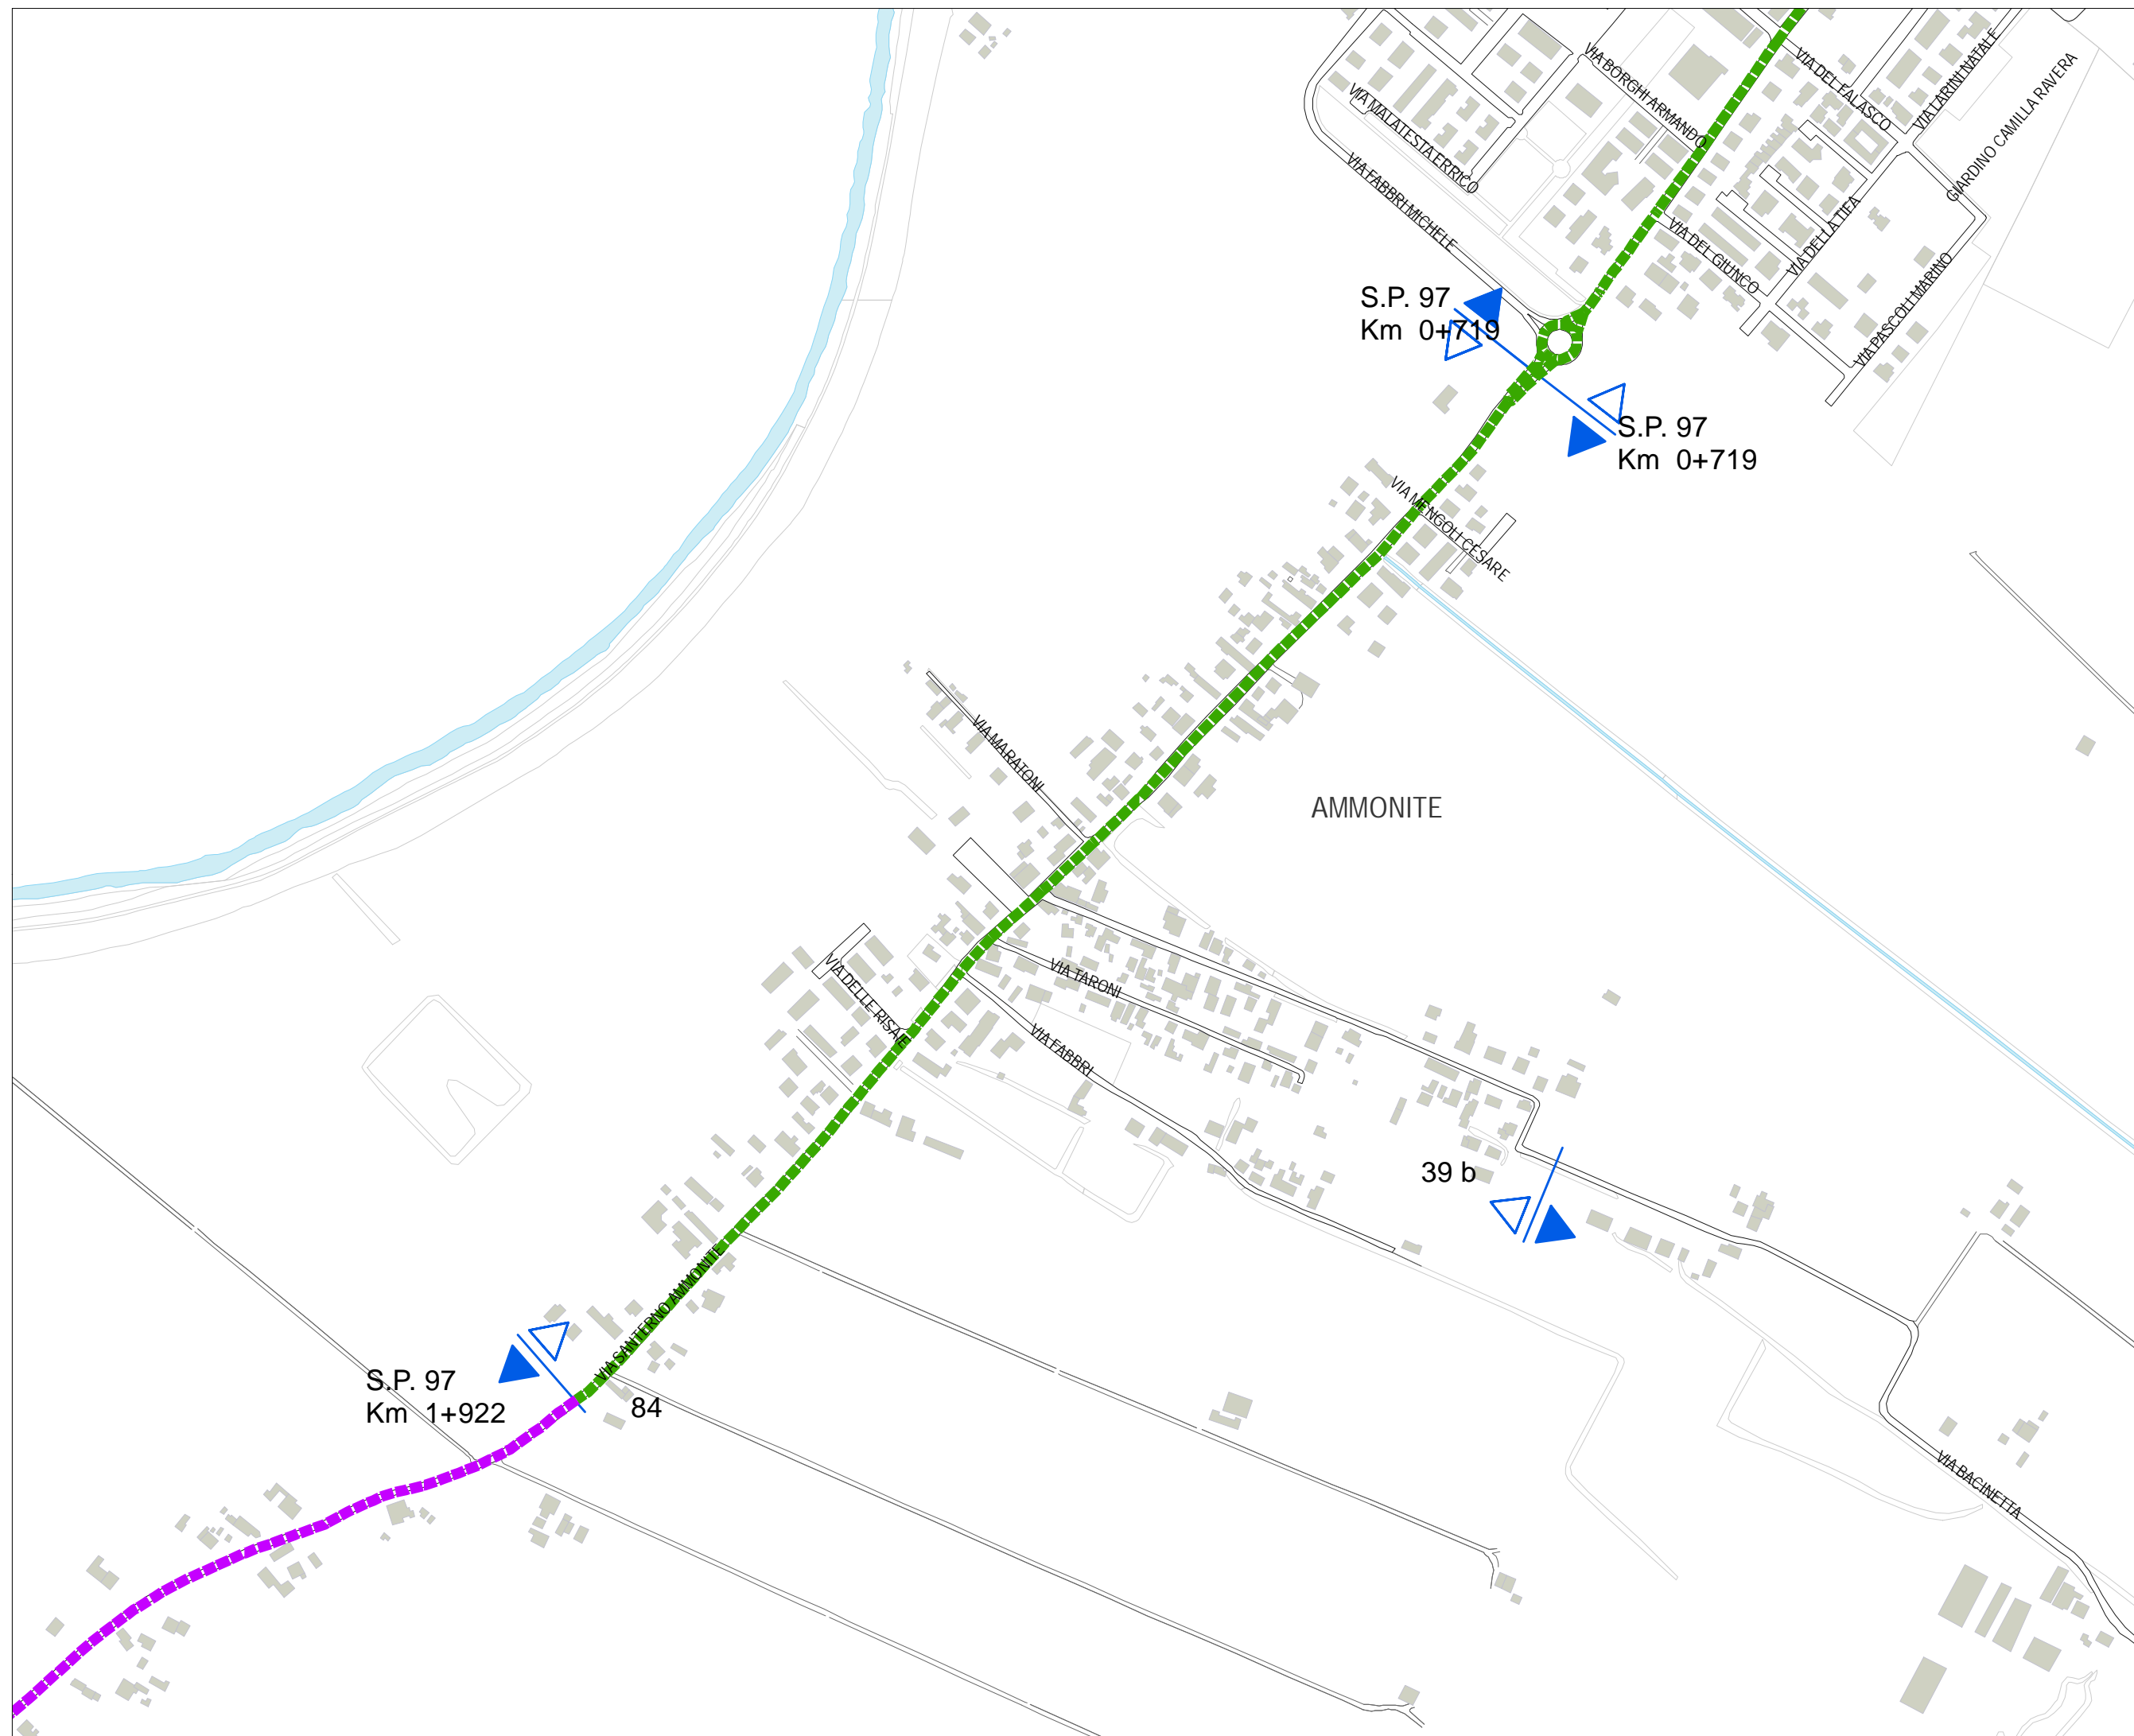 VIA BORGHI ARMANDO
VIA DEL FALASCO
VIA LARINI NATALE
GIARDINO CAMILLA RAVERA
VIA MALATESTA ERRICO
VIA FABBRI MICHELE
VIA DEL GIUNCO
VIA DELLA TIFA
VIA PASCOLI MARINO
S.P. 97
Km 0+719
S.P. 97
Km 0+719
VIA MENGOLI CESARE
VIA MARATONI
AMMONITE
VIA TARONI
VIA DELLE RISAIE
VIA FABBRI
39 b
VIA SANTERNO AMMONITE
S.P. 97
Km 1+922
84
VIA BACINETTA